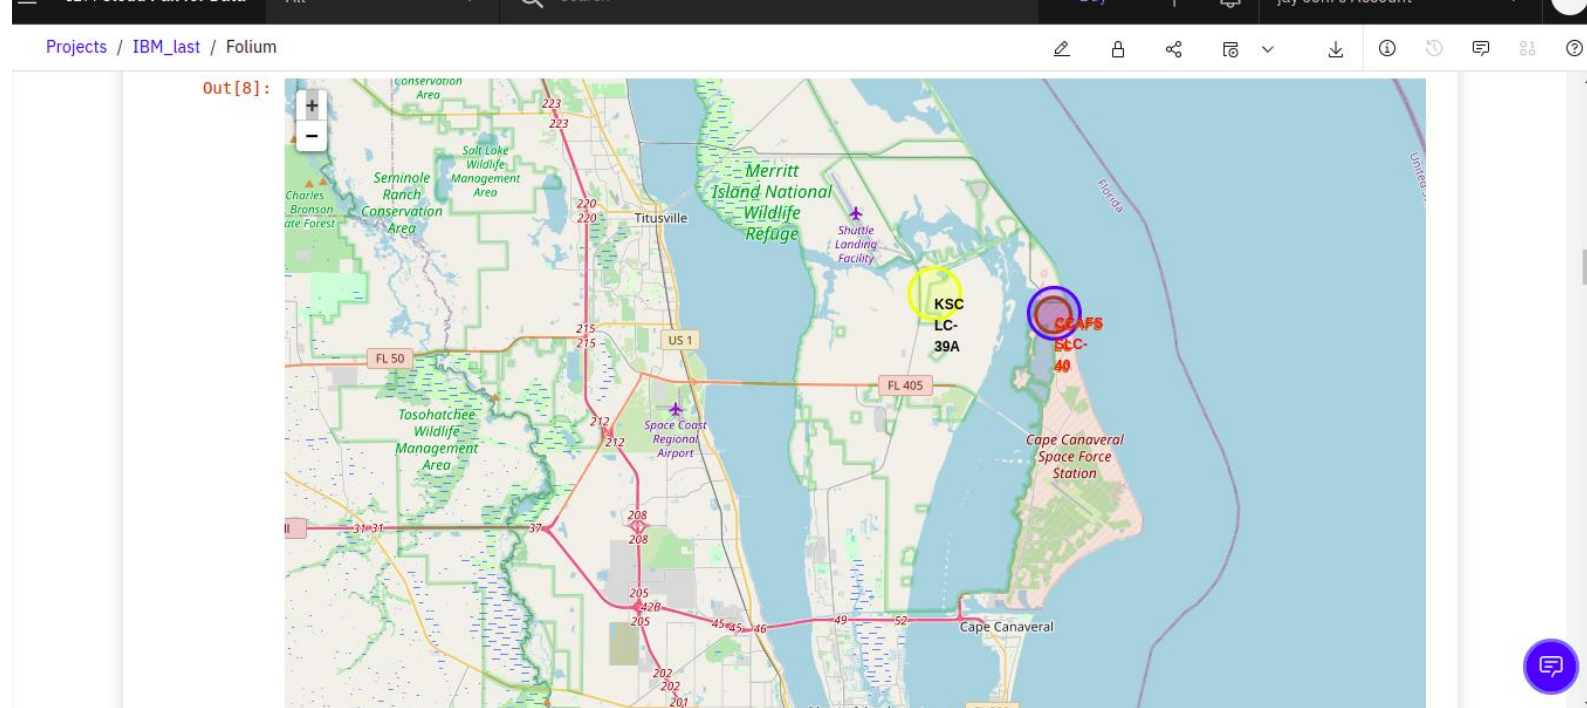 Projects / IBM_last / Folium
Out[8]:
+
−
Conservation
Area
223
223
Salt Lake
Wildlife
Management
Area
Seminole
Ranch
Conservation
Area
Charles
Bronson
ate Forest
Merritt
Island National
Wildlife
Refuge
220
220
Titusville
Shuttle
Landing
Facility
Florida
United
KSC
LC-
39A
CCAFS
SLC-
40
215
215
US 1
FL 50
FL 405
Tosohatchee
Wildlife
Management
Area
212
212
Space Coast
Regional
Airport
Cape Canaveral
Space Force
Station
208
208
31 31
37
205
42B
205
45 45 46
49
52
Cape Canaveral
202
202
201